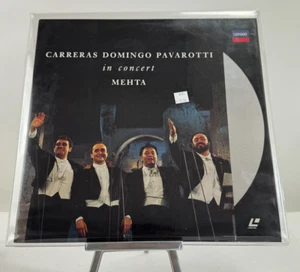 CARRERAS DOMINGO PAVAROTTI
in concert
MEHTA